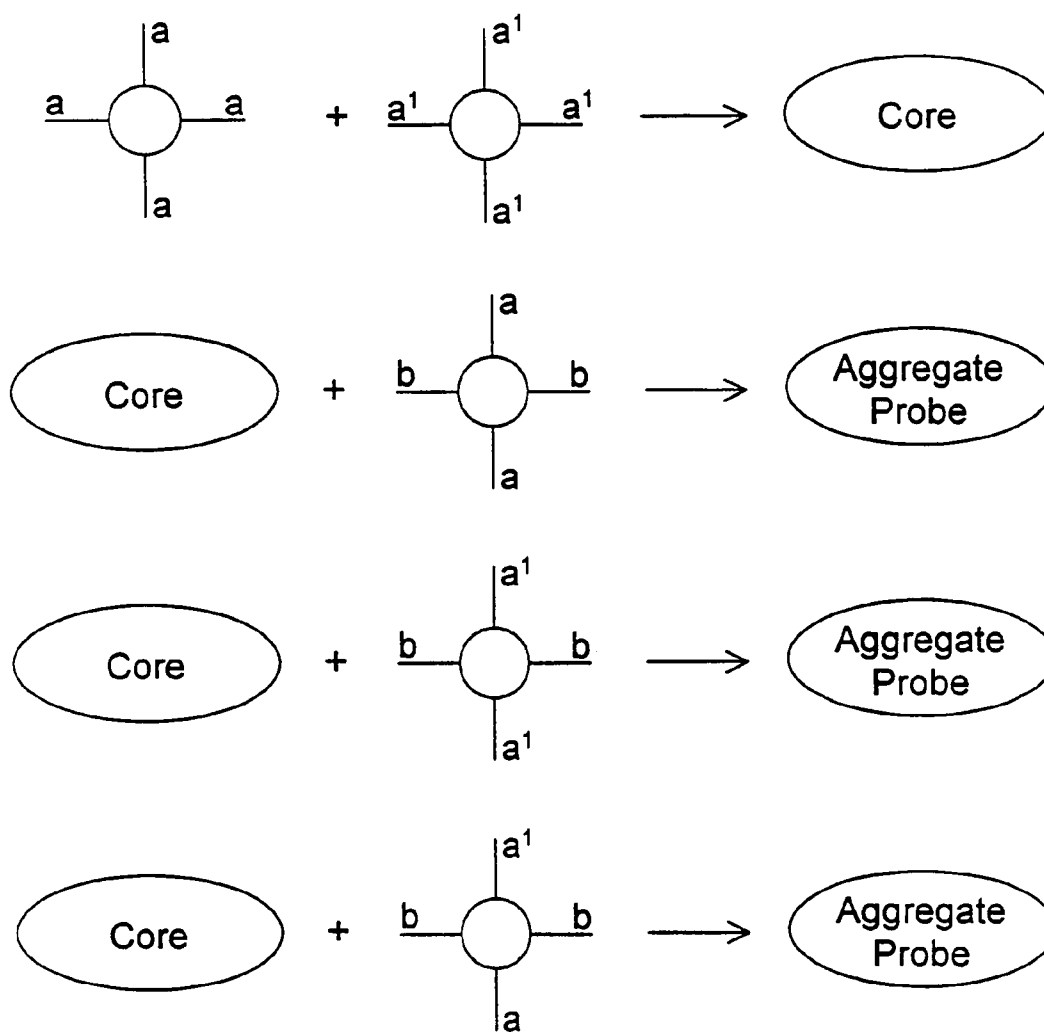 a
a a
a
+
a¹
a¹ a¹
a¹
Core
Core
+
a
b b
a
Aggregate
Probe
Core
+
a¹
b b
a¹
Aggregate
Probe
Core
+
a¹
b b
a
Aggregate
Probe